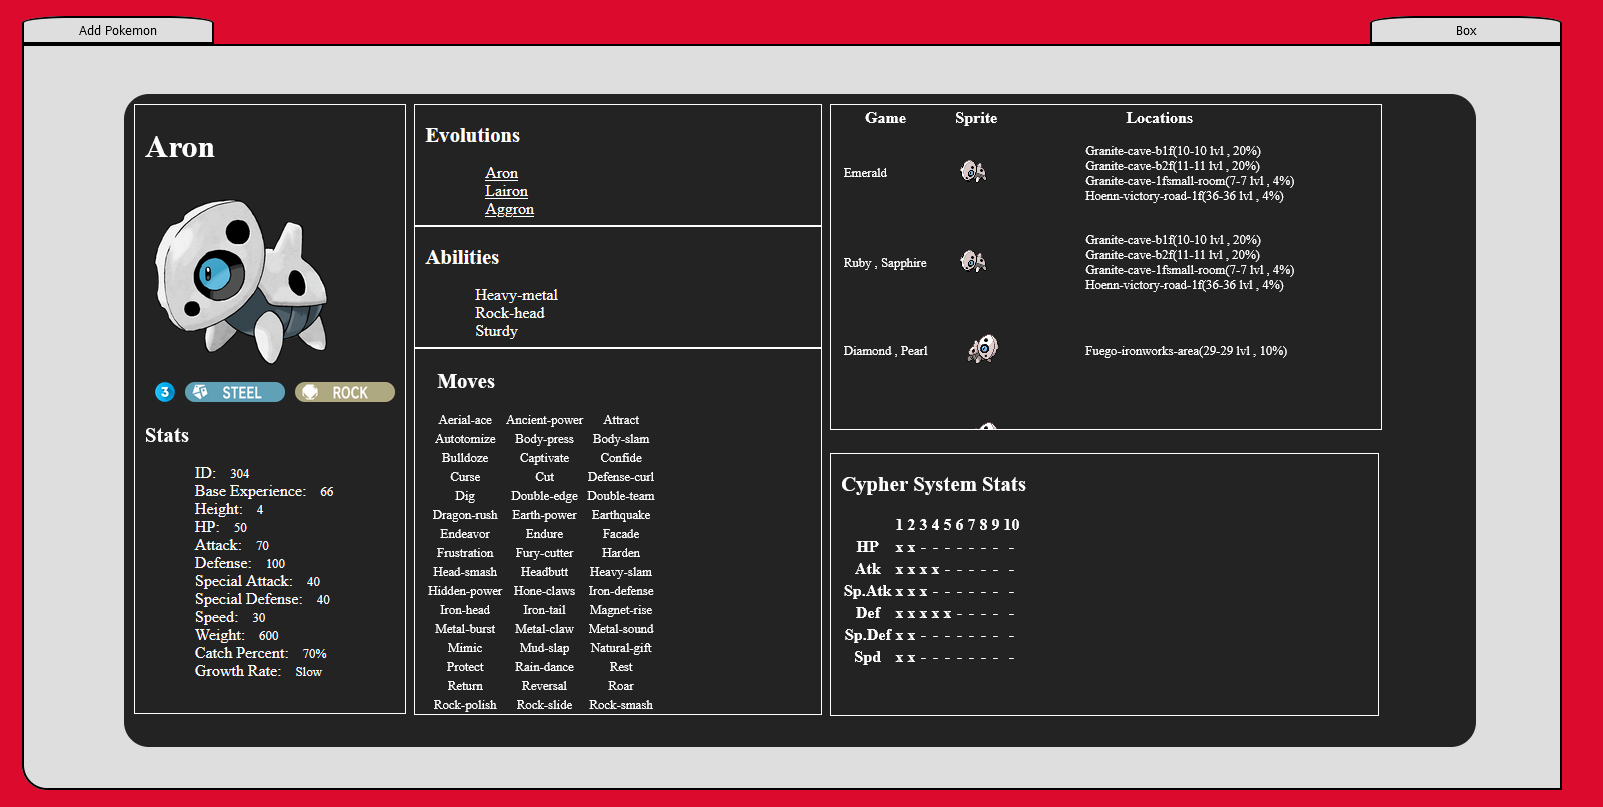 Add Pokemon
Box
Aron
3 STEEL ROCK
Stats
ID: 304
Base Experience: 66
Height: 4
HP: 50
Attack: 70
Defense: 100
Special Attack: 40
Special Defense: 40
Speed: 30
Weight: 600
Catch Percent: 70%
Growth Rate: Slow
Evolutions
Aron
Lairon
Aggron
Abilities
Heavy-metal
Rock-head
Sturdy
Moves
Aerial-ace Ancient-power Attract
Autotomize Body-press Body-slam
Bulldoze Captivate Confide
Curse Cut Defense-curl
Dig Double-edge Double-team
Dragon-rush Earth-power Earthquake
Endeavor Endure Facade
Frustration Fury-cutter Harden
Head-smash Headbutt Heavy-slam
Hidden-power Hone-claws Iron-defense
Iron-head Iron-tail Magnet-rise
Metal-burst Metal-claw Metal-sound
Mimic Mud-slap Natural-gift
Protect Rain-dance Rest
Return Reversal Roar
Rock-polish Rock-slide Rock-smash
Game Sprite Locations
Emerald
Granite-cave-b1f(10-10 lvl , 20%)
Granite-cave-b2f(11-11 lvl , 20%)
Granite-cave-1fsmall-room(7-7 lvl , 4%)
Hoenn-victory-road-1f(36-36 lvl , 4%)
Ruby , Sapphire
Granite-cave-b1f(10-10 lvl , 20%)
Granite-cave-b2f(11-11 lvl , 20%)
Granite-cave-1fsmall-room(7-7 lvl , 4%)
Hoenn-victory-road-1f(36-36 lvl , 4%)
Diamond , Pearl Fuego-ironworks-area(29-29 lvl , 10%)
Cypher System Stats
1 2 3 4 5 6 7 8 9 10
HP x x - - - - - - - -
Atk x x x x - - - - - -
Sp.Atk x x x - - - - - - -
Def x x x x x - - - - -
Sp.Def x x - - - - - - - -
Spd x x - - - - - - - -